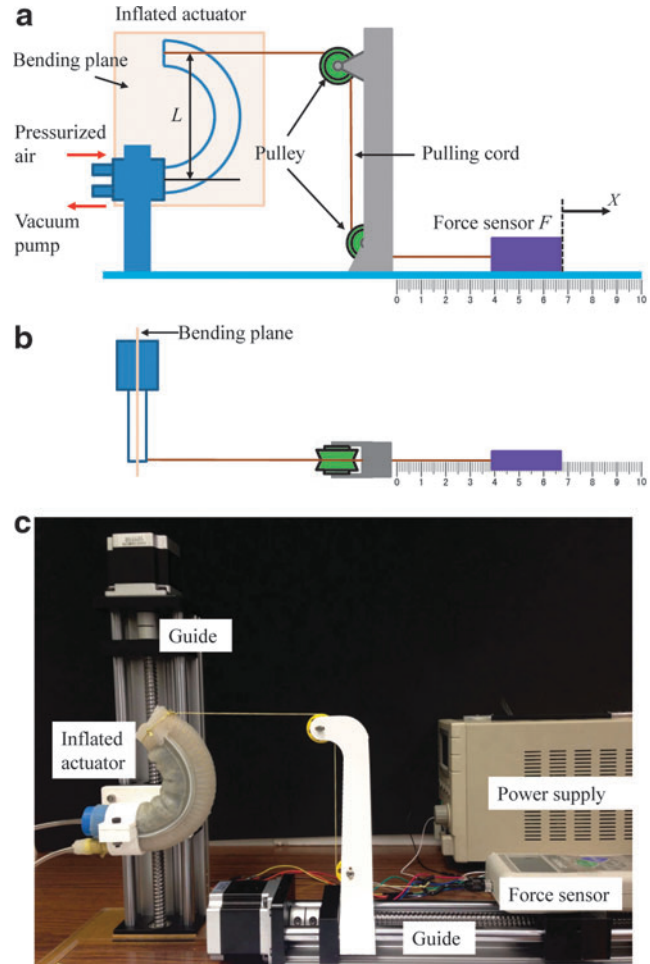 a
Inflated actuator
Bending plane
L
Pressurized
air
Pulley
Pulling cord
Vacuum
pump
Force sensor F
X
0 1 2 3 4 5 6 7 8 9 10
b
Bending plane
0 1 2 3 4 5 6 7 8 9 10
c
Guide
Inflated
actuator
Power supply
Force sensor
Guide